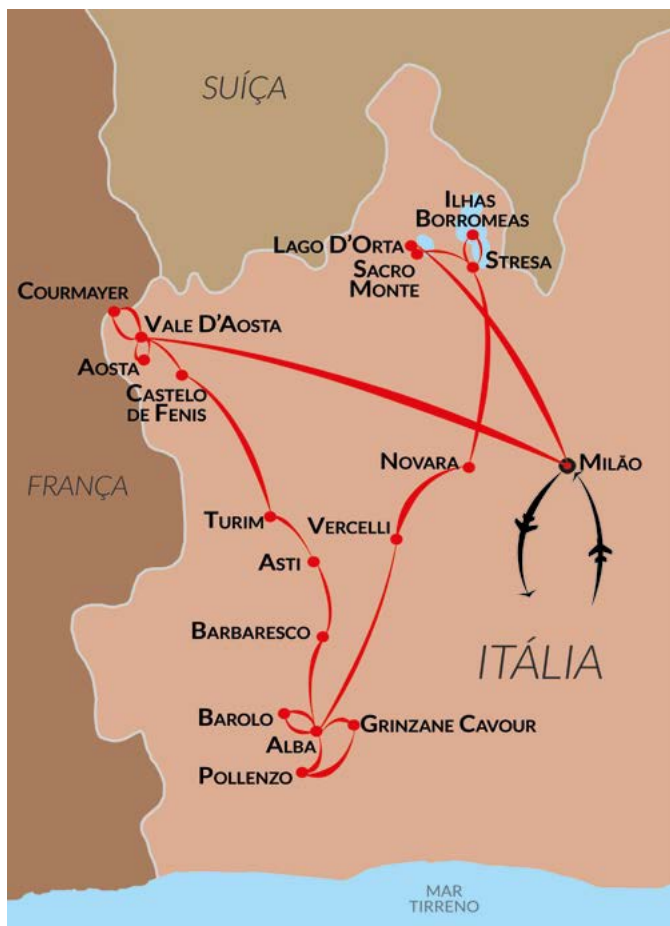 SUÍÇA
ILHAS
BORROMEAS
LAGO D'ORTA
SACRO
MONTE
STRESA
COURMAYER
VALE D'AOSTA
AOSTA
CASTELO
DE FENIS
FRANÇA
NOVARA
MILÃO
TURIM
VERCELLI
ASTI
BARBARESCO
ITÁLIA
BAROLO
ALBA
GRINZANE CAVOUR
POLLENZO
MAR
TIRRENO